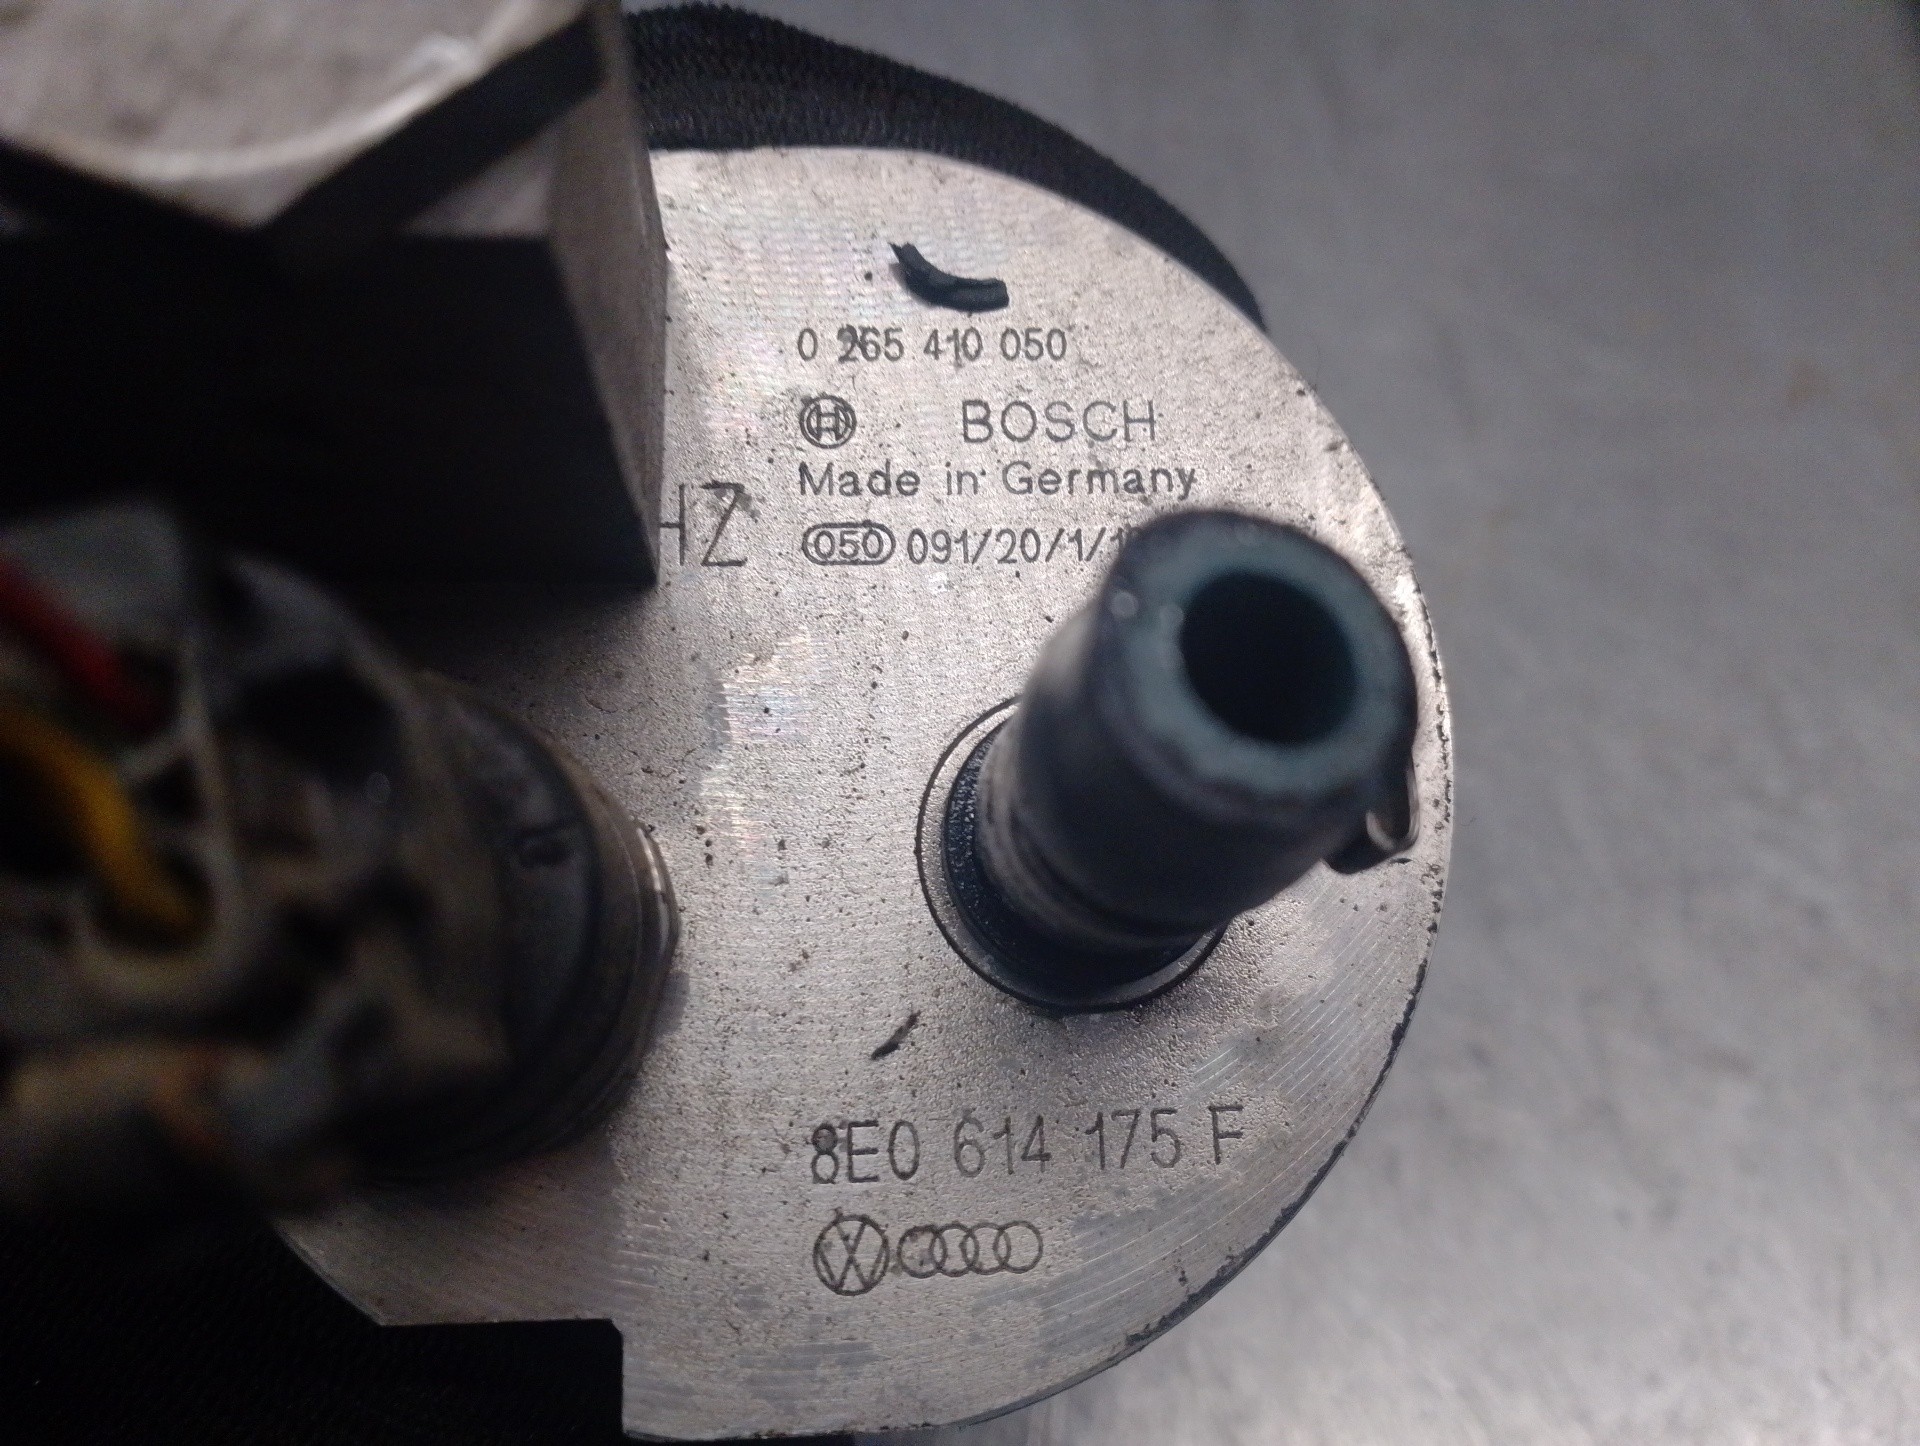 0 265 410 050
BOSCH
Made in Germany
HZ
050 091/20/1/1
8E0 614 175 F